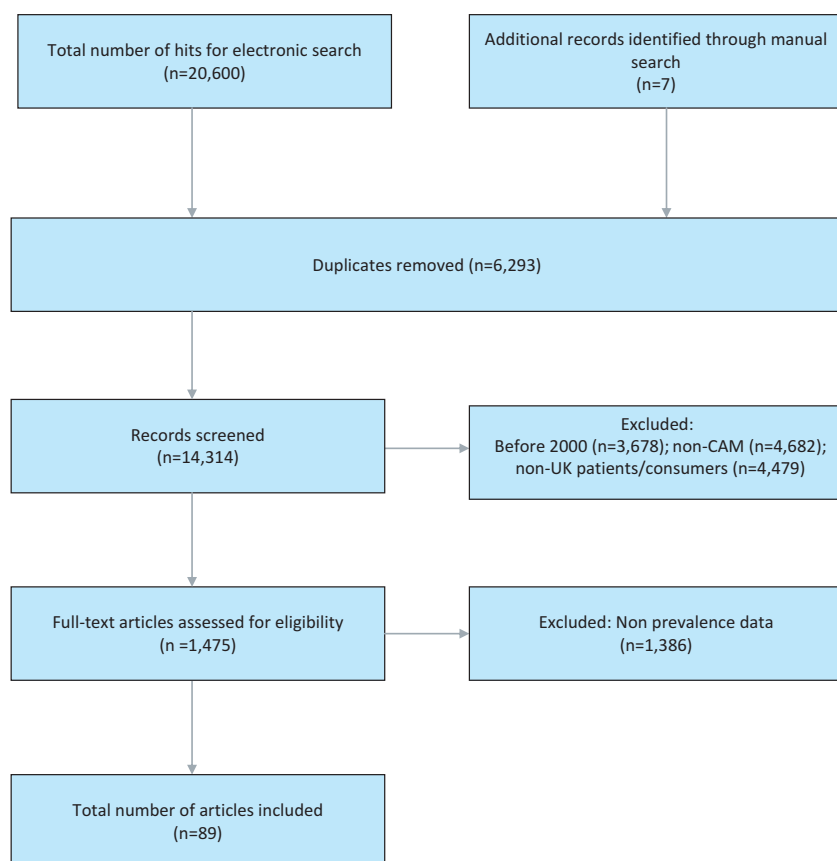 Total number of hits for electronic search
(n=20,600)
Additional records identified through manual
search
(n=7)
Duplicates removed (n=6,293)
Records screened
(n=14,314)
Excluded:
Before 2000 (n=3,678); non-CAM (n=4,682);
non-UK patients/consumers (n=4,479)
Full-text articles assessed for eligibility
(n =1,475)
Excluded: Non prevalence data
(n=1,386)
Total number of articles included
(n=89)